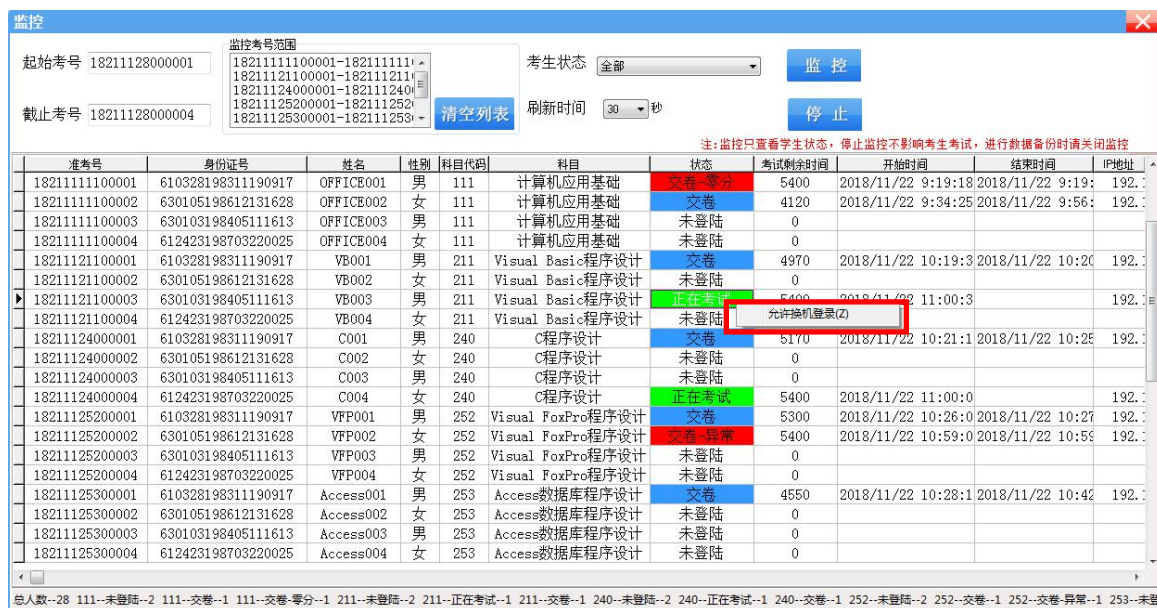 监控
起始考号 18211128000001
截止考号 18211128000004
监控考号范围
18211111100001-182111111
18211121100001-182111211
18211124000001-182111240
18211125200001-182111252
18211125300001-182111253
清空列表
考生状态 全部
刷新时间 30 秒
监 控
停 止
注:监控只查看学生状态,停止监控不影响考生考试,进行数据备份时请关闭监控
准考号 身份证号 姓名 性别 科目代码 科目 状态 考试剩余时间 开始时间 结束时间 IP地址
18211111100001 610328198311190917 OFFICE001 男 111 计算机应用基础 交卷-零分 5400 2018/11/22 9:19:18 2018/11/22 9:19: 192.
18211111100002 630105198612131628 OFFICE002 女 111 计算机应用基础 交卷 4120 2018/11/22 9:34:25 2018/11/22 9:56: 192.
18211111100003 630103198405111613 OFFICE003 男 111 计算机应用基础 未登陆 0
18211111100004 612423198703220025 OFFICE004 女 111 计算机应用基础 未登陆 0
18211121100001 610328198311190917 VB001 男 211 Visual Basic程序设计 交卷 4970 2018/11/22 10:19:3 2018/11/22 10:20 192.
18211121100002 630105198612131628 VB002 女 211 Visual Basic程序设计 未登陆 0
18211121100003 630103198405111613 VB003 男 211 Visual Basic程序设计 正在考试 5400 2018/11/22 11:00:3 192.
18211121100004 612423198703220025 VB004 女 211 Visual Basic程序设计 未登陆
允许换机登录(Z)
18211124000001 610328198311190917 C001 男 240 C程序设计 交卷 5170 2018/11/22 10:21:1 2018/11/22 10:25 192.
18211124000002 630105198612131628 C002 女 240 C程序设计 未登陆 0
18211124000003 630103198405111613 C003 男 240 C程序设计 未登陆 0
18211124000004 612423198703220025 C004 女 240 C程序设计 正在考试 5400 2018/11/22 11:00:0 192.
18211125200001 610328198311190917 VFP001 男 252 Visual FoxPro程序设计 交卷 5300 2018/11/22 10:26:0 2018/11/22 10:27 192.
18211125200002 630105198612131628 VFP002 女 252 Visual FoxPro程序设计 交卷-异常 5400 2018/11/22 10:59:0 2018/11/22 10:59 192.
18211125200003 630103198405111613 VFP003 男 252 Visual FoxPro程序设计 未登陆 0
18211125200004 612423198703220025 VFP004 女 252 Visual FoxPro程序设计 未登陆 0
18211125300001 610328198311190917 Access001 男 253 Access数据库程序设计 交卷 4550 2018/11/22 10:28:1 2018/11/22 10:42 192.
18211125300002 630105198612131628 Access002 女 253 Access数据库程序设计 未登陆 0
18211125300003 630103198405111613 Access003 男 253 Access数据库程序设计 未登陆 0
18211125300004 612423198703220025 Access004 女 253 Access数据库程序设计 未登陆 0
总人数--28 111--未登陆--2 111--交卷--1 111--交卷-零分--1 211--未登陆--2 211--正在考试--1 211--交卷--1 240--未登陆--2 240--正在考试--1 240--交卷--1 252--未登陆--2 252--交卷--1 252--交卷-异常--1 253--未登